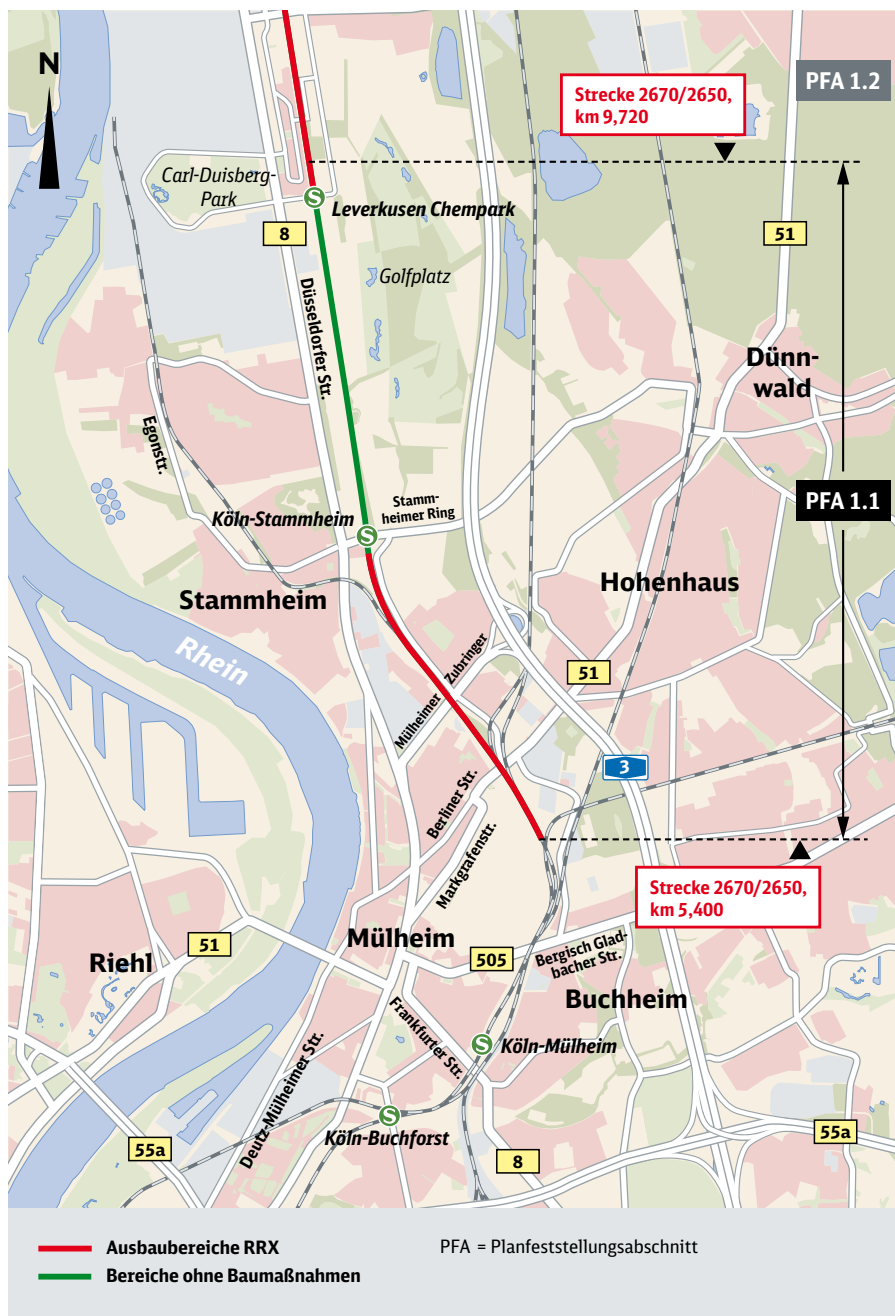 N
PFA 1.2
Strecke 2670/2650,
km 9,720
Carl-Duisberg-
Park
Leverkusen Chempark
8
51
Golfplatz
Düsseldorfer Str.
Dünn-
wald
Egonstr.
Stamm-
heimer Ring
Köln-Stammheim
PFA 1.1
Hohenhaus
Stammheim
Rhein
Mülheimer Zubringer
51
3
Berliner Str.
Markgrafenstr.
Strecke 2670/2650,
km 5,400
51
Mülheim
Riehl
505
Bergisch Glad-
bacher Str.
Buchheim
Frankfurter Str.
S
S
S
S
Köln-Mülheim
Deutz-Mülheimer Str.
Köln-Buchforst
55a
8
55a
Ausbaubereiche RRX
PFA = Planfeststellungsabschnitt
Bereiche ohne Baumaßnahmen